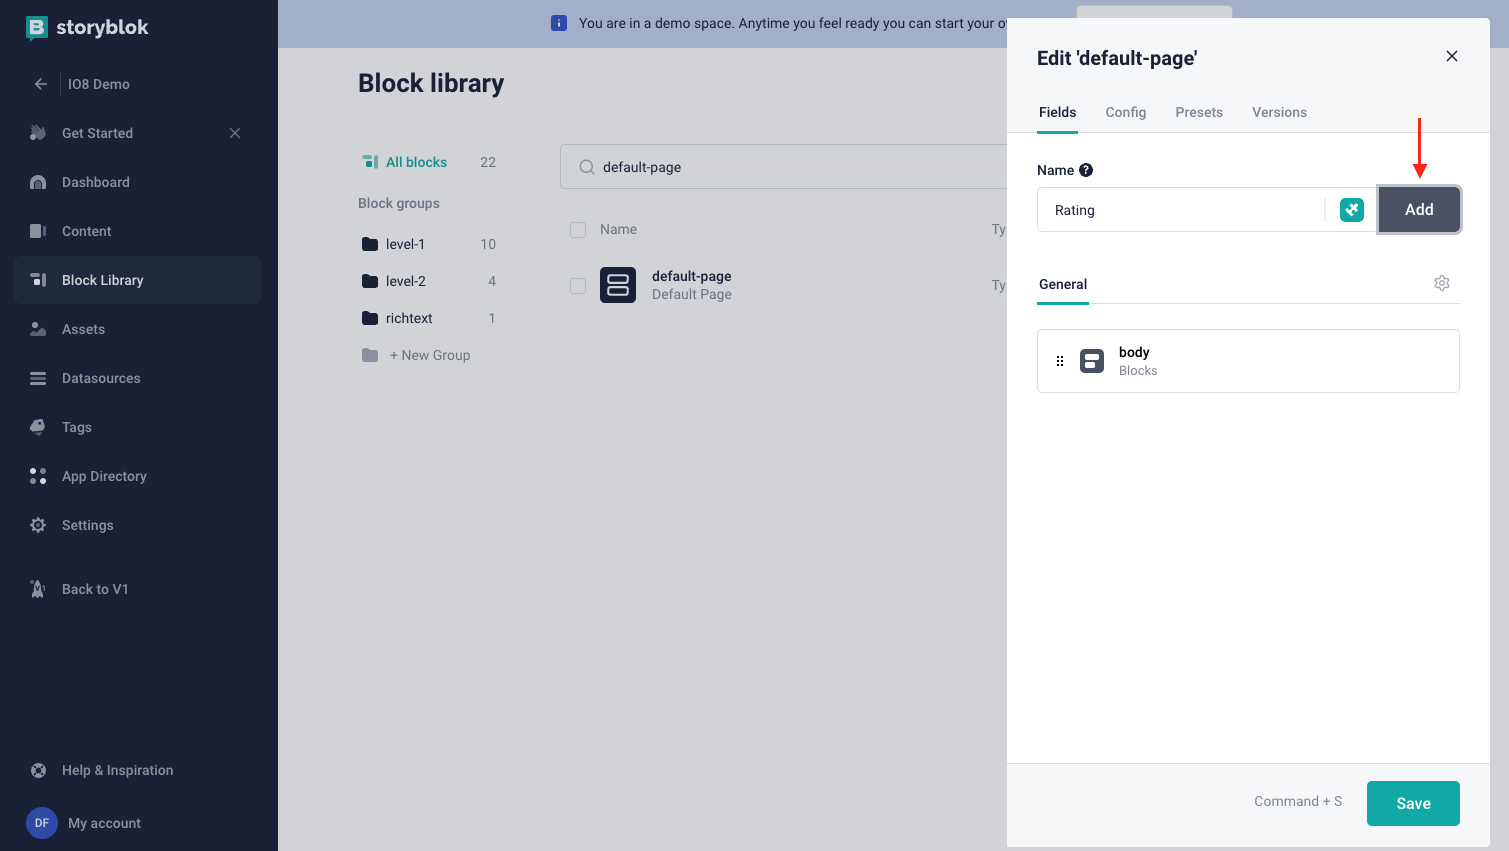 storyblok
IO8 Demo
Get Started
Dashboard
Content
Block Library
Assets
Datasources
Tags
App Directory
Settings
V1
Back to V1
Help & Inspiration
DF
My account
You are in a demo space. Anytime you feel ready you can start your
Block library
All blocks 22
Block groups
level-1 10
level-2 4
richtext 1
+ New Group
default-page
Name
default-page
Default Page
Edit 'default-page'
Fields Config Presets Versions
Name
Rating
Add
General
body
Blocks
Command + S
Save